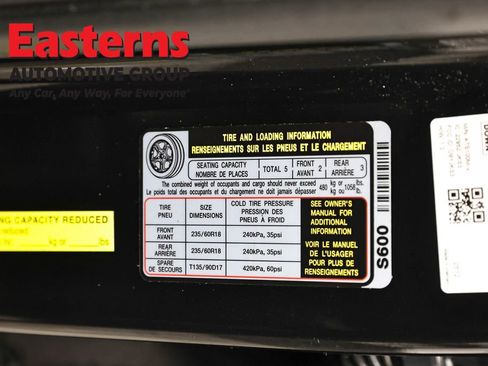 Easterns
AUTOMOTIVE GROUP
Any Car, Any Way, For Everyone®
TIRE AND LOADING INFORMATION
RENSEIGNEMENTS SUR LES PNEUS ET LE CHARGEMENT
SEATING CAPACITY
NOMBRE DE PLACES
TOTAL 5
FRONT
AVANT 2
REAR
ARRIÈRE 3
The combined weight of occupants and cargo should never exceed
Le poids total des occupants et du chargement ne doit jamais dépasser
480 kg or/ou 1058 lbs.
TIRE
PNEU
SIZE
DIMENSIONS
COLD TIRE PRESSURE
PRESSION DES
PNEUS À FROID
FRONT
AVANT
235/60R18
240kPa, 35psi
REAR
ARRIÈRE
235/60R18
240kPa, 35psi
SPARE
DE SECOURS
T135/90D17
420kPa, 60psi
SEE OWNER'S
MANUAL FOR
ADDITIONAL
INFORMATION
VOIR LE MANUEL
DE L'USAGER
POUR PLUS DE
RENSEIGNEMENTS
S600
NG CAPACITY REDUCED
reduced
kg or lbs.